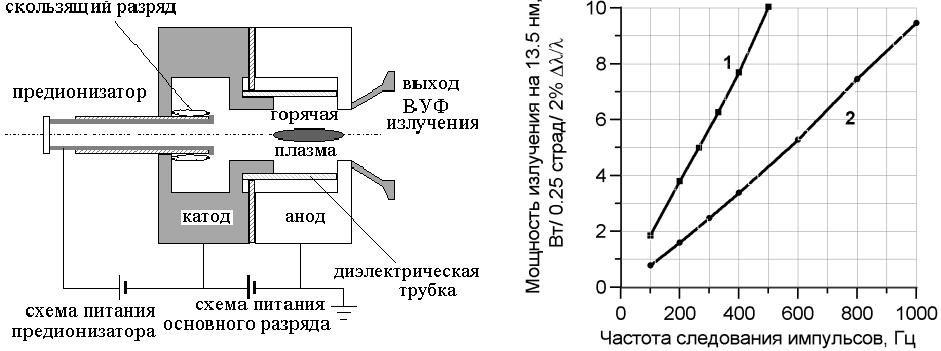 скользящий разряд
предионизатор
горячая
плазма
выход
В-УФ
излучения
катод
анод
диэлектрическая
трубка
схема питания
предионизатора
схема питания
основного разряда
Мощность излучения на 13.5 нм,
Вт/ 0.25 страд/ 2% Δλ/λ
10
8
6
4
2
0
1
2
0 200 400 600 800 1000
Частота следования импульсов, Гц